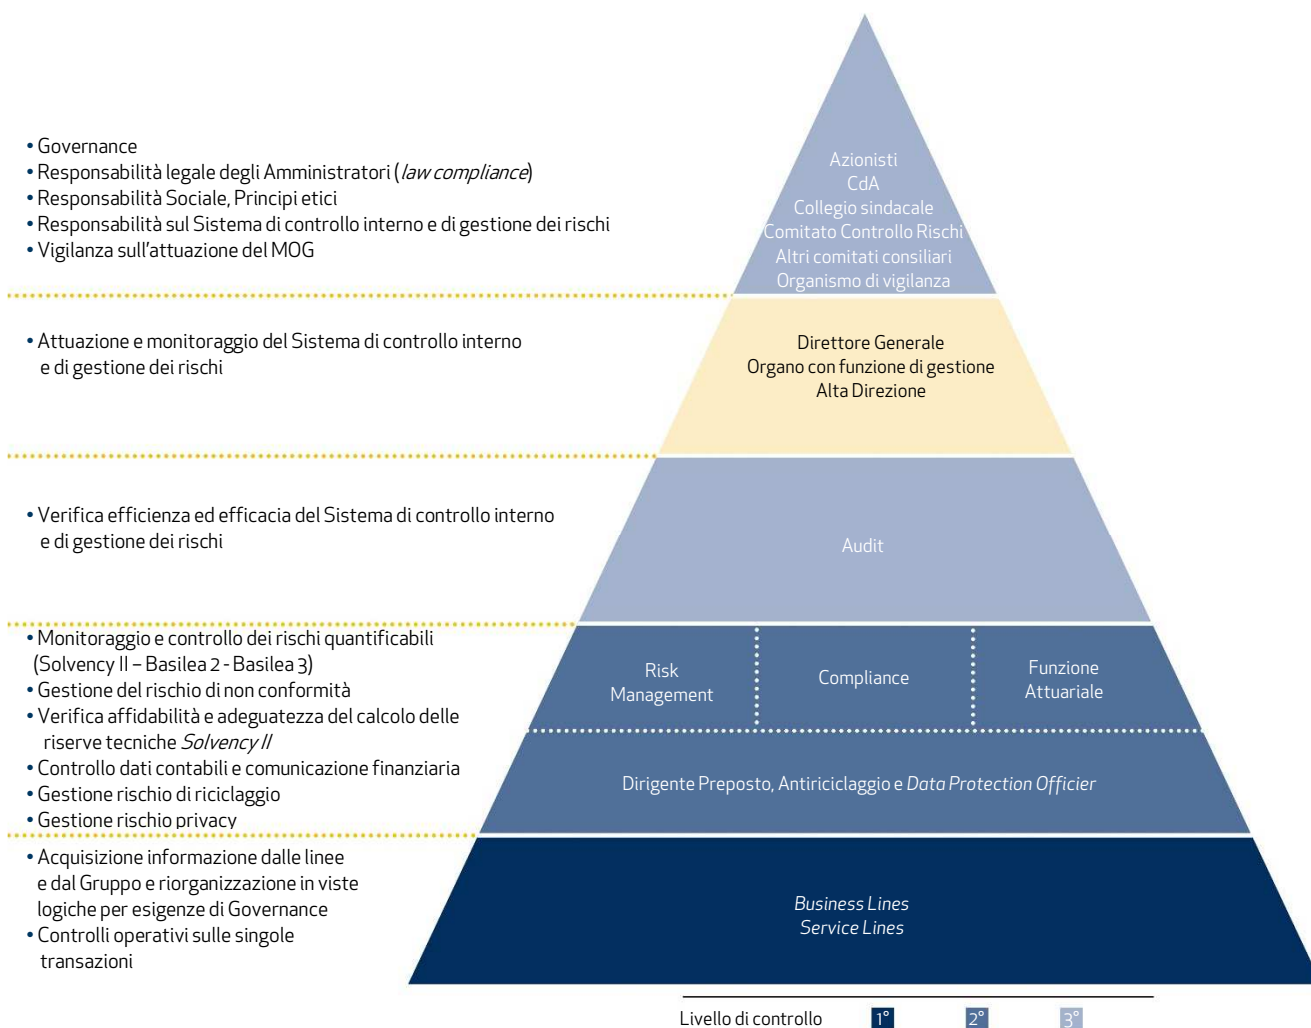 • Governance
• Responsabilità legale degli Amministratori (law compliance)
• Responsabilità Sociale, Principi etici
• Responsabilità sul Sistema di controllo interno e di gestione dei rischi
• Vigilanza sull'attuazione del MOG
Azionisti
CdA
Collegio sindacale
Comitato Controllo Rischi
Altri comitati consiliari
Organismo di vigilanza
• Attuazione e monitoraggio del Sistema di controllo interno
e di gestione dei rischi
Direttore Generale
Organo con funzione di gestione
Alta Direzione
• Verifica efficienza ed efficacia del Sistema di controllo interno
e di gestione dei rischi
Audit
• Monitoraggio e controllo dei rischi quantificabili
(Solvency II – Basilea 2 - Basilea 3)
• Gestione del rischio di non conformità
• Verifica affidabilità e adeguatezza del calcolo delle
riserve tecniche Solvency II
• Controllo dati contabili e comunicazione finanziaria
• Gestione rischio di riciclaggio
• Gestione rischio privacy
Risk
Management
Compliance
Funzione
Attuariale
Dirigente Preposto, Antiriciclaggio e Data Protection Officier
• Acquisizione informazione dalle linee
e dal Gruppo e riorganizzazione in viste
logiche per esigenze di Governance
• Controlli operativi sulle singole
transazioni
Business Lines
Service Lines
Livello di controllo 1° 2° 3°